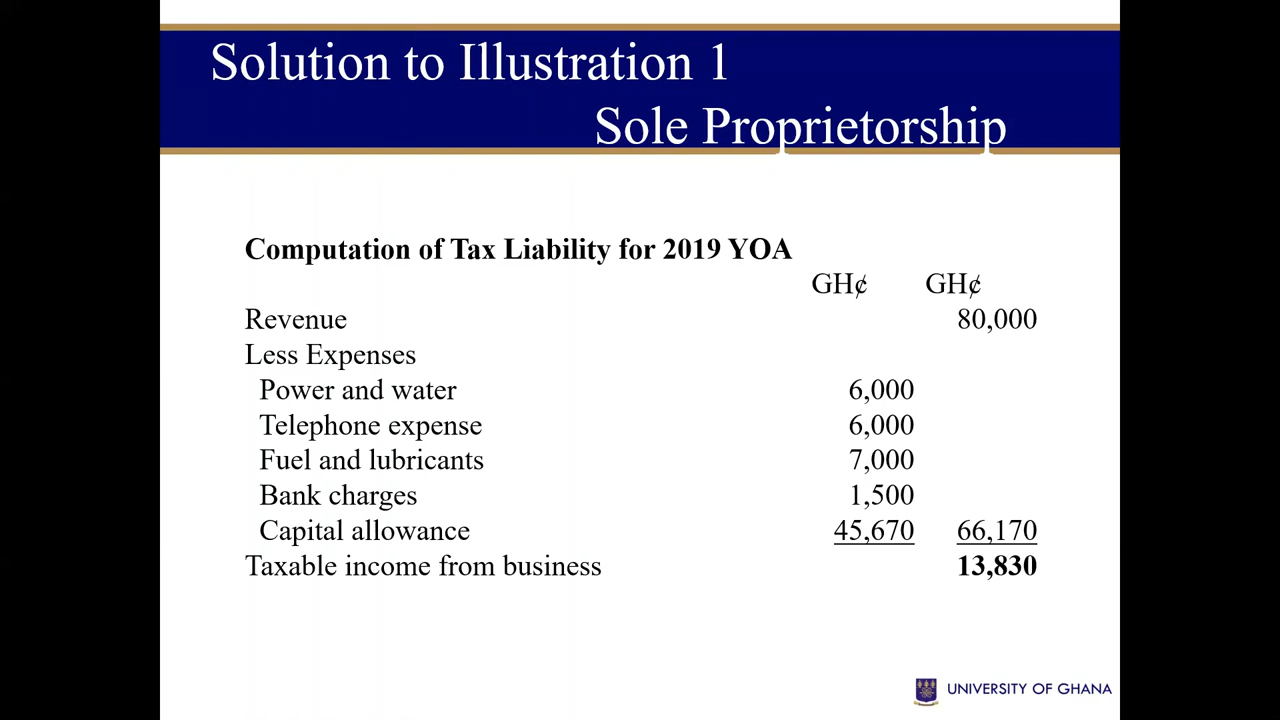 Solution to Illustration 1
Sole Proprietorship
Computation of Tax Liability for 2019 YOA
GH¢ GH¢
Revenue 80,000
Less Expenses
Power and water 6,000
Telephone expense 6,000
Fuel and lubricants 7,000
Bank charges 1,500
Capital allowance 45,670 66,170
Taxable income from business 13,830
UNIVERSITY OF GHANA